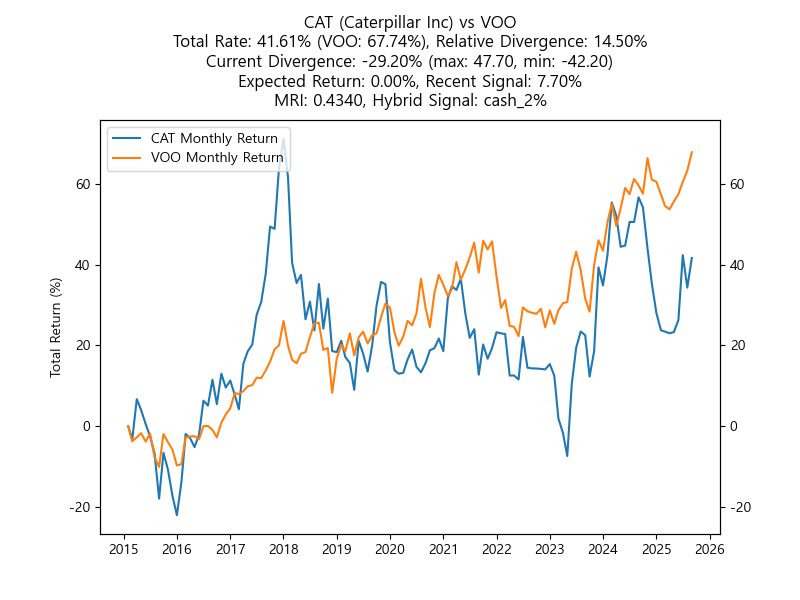 CAT (Caterpillar Inc) vs VOO
Total Rate: 41.61% (VOO: 67.74%), Relative Divergence: 14.50%
Current Divergence: -29.20% (max: 47.70, min: -42.20)
Expected Return: 0.00%, Recent Signal: 7.70%
MRI: 0.4340, Hybrid Signal: cash_2%
CAT Monthly Return
VOO Monthly Return
Total Return (%)
60
40
20
0
-20
60
40
20
0
-20
2015 2016 2017 2018 2019 2020 2021 2022 2023 2024 2025 2026